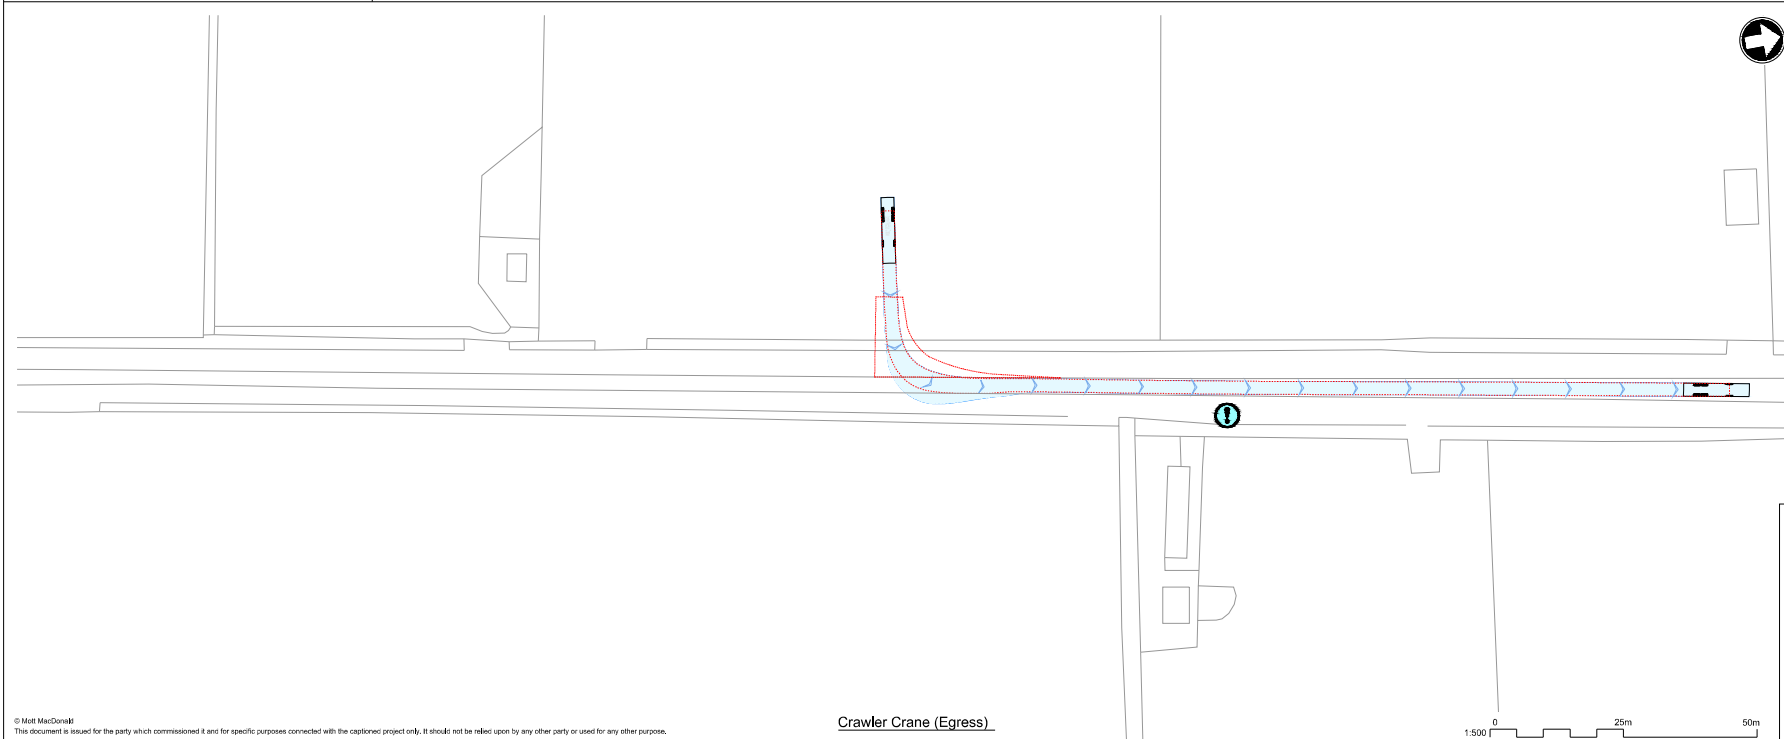 © Mott MacDonald
This document is issued for the party which commissioned it and for specific purposes connected with the captioned project only. It should not be relied upon by any other party or used for any other purpose.
Crawler Crane (Egress)
0 25m 50m
1:500